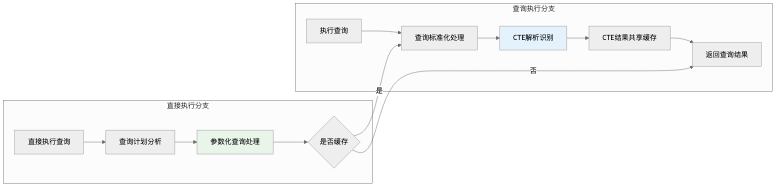 查询执行分支
执行查询
查询标准化处理
CTE解析识别
CTE结果共享缓存
返回查询结果
否
是
直接执行分支
直接执行查询
查询计划分析
参数化查询处理
是否缓存